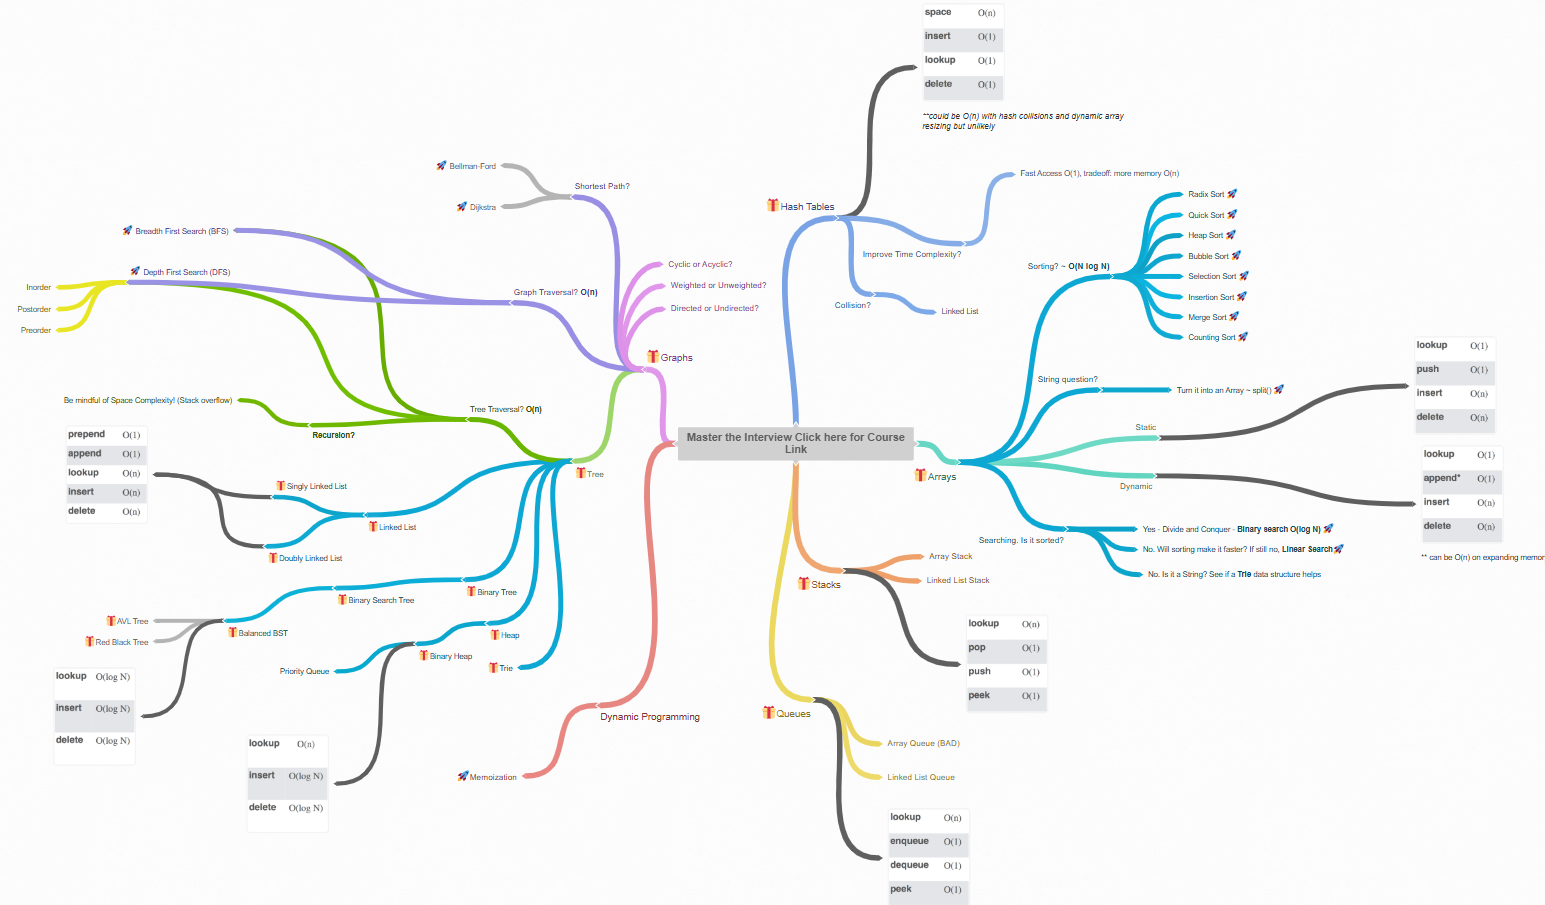 space O(n)
insert O(1)
lookup O(1)
delete O(1)
**could be O(n) with hash collisions and dynamic array
resizing but unlikely
Bellman-Ford
Shortest Path?
Dijkstra
Breadth First Search (BFS)
Depth First Search (DFS)
Inorder
Postorder
Preorder
Graph Traversal? O(n)
Cyclic or Acyclic?
Weighted or Unweighted?
Directed or Undirected?
Graphs
Hash Tables
Fast Access O(1), tradeoff: more memory O(n)
Improve Time Complexity?
Collision?
Linked List
Sorting? ~ O(N log N)
Radix Sort
Quick Sort
Heap Sort
Bubble Sort
Selection Sort
Insertion Sort
Merge Sort
Counting Sort
String question?
Turn it into an Array ~ split()
Static
Dynamic
lookup O(1)
push O(1)
insert O(n)
delete O(n)
lookup O(1)
append* O(1)
insert O(n)
delete O(n)
** can be O(n) on expanding memor
Master the Interview Click here for Course
Link
Arrays
Searching. Is it sorted?
Yes - Divide and Conquer - Binary search O(log N)
No. Will sorting make it faster? If still no, Linear Search
No. Is it a String? See if a Trie data structure helps
Be mindful of Space Complexity! (Stack overflow)
Tree Traversal? O(n)
Recursion?
Tree
prepend O(1)
append O(1)
lookup O(n)
insert O(n)
delete O(n)
Singly Linked List
Linked List
Doubly Linked List
Binary Tree
Binary Search Tree
AVL Tree
Red Black Tree
Balanced BST
Heap
Binary Heap
Priority Queue
Trie
lookup O(log N)
insert O(log N)
delete O(log N)
lookup O(n)
insert O(log N)
delete O(log N)
Dynamic Programming
Memoization
Stacks
Array Stack
Linked List Stack
lookup O(n)
pop O(1)
push O(1)
peek O(1)
Queues
Array Queue (BAD)
Linked List Queue
lookup O(n)
enqueue O(1)
dequeue O(1)
peek O(1)